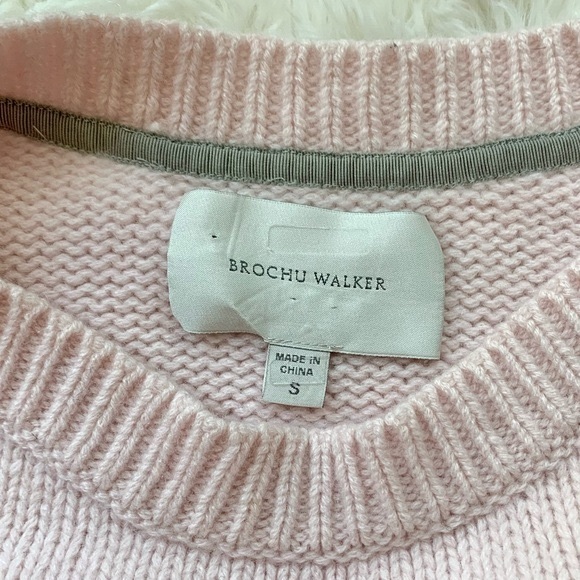 BROCHU WALKER
MADE IN
CHINA
S